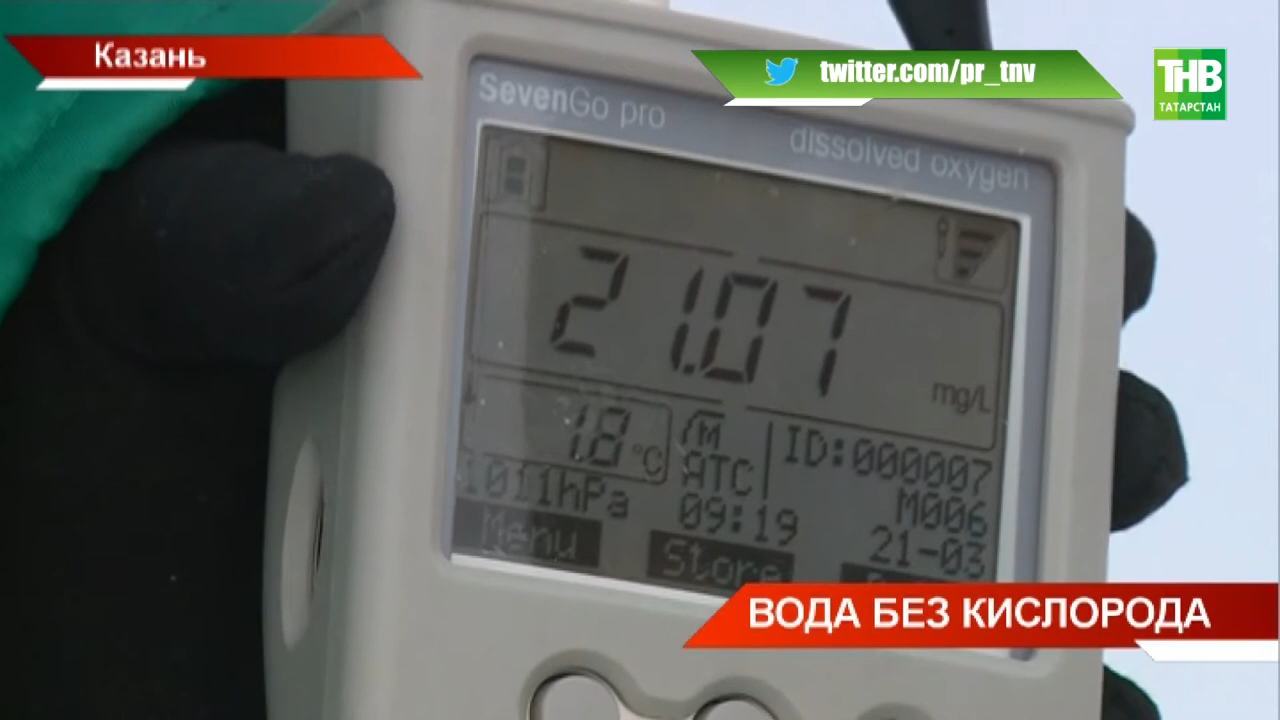 Казань
twitter.com/pr_tnv
ТНВ
ТАТАРСТАН
SevenGo pro
dissolved oxygen
21.07
mg/L
1.8 °C
ATC
ID:000007
M006
1011hPa
09:19
21-03
Menu
Store
ВОДА БЕЗ КИСЛОРОДА